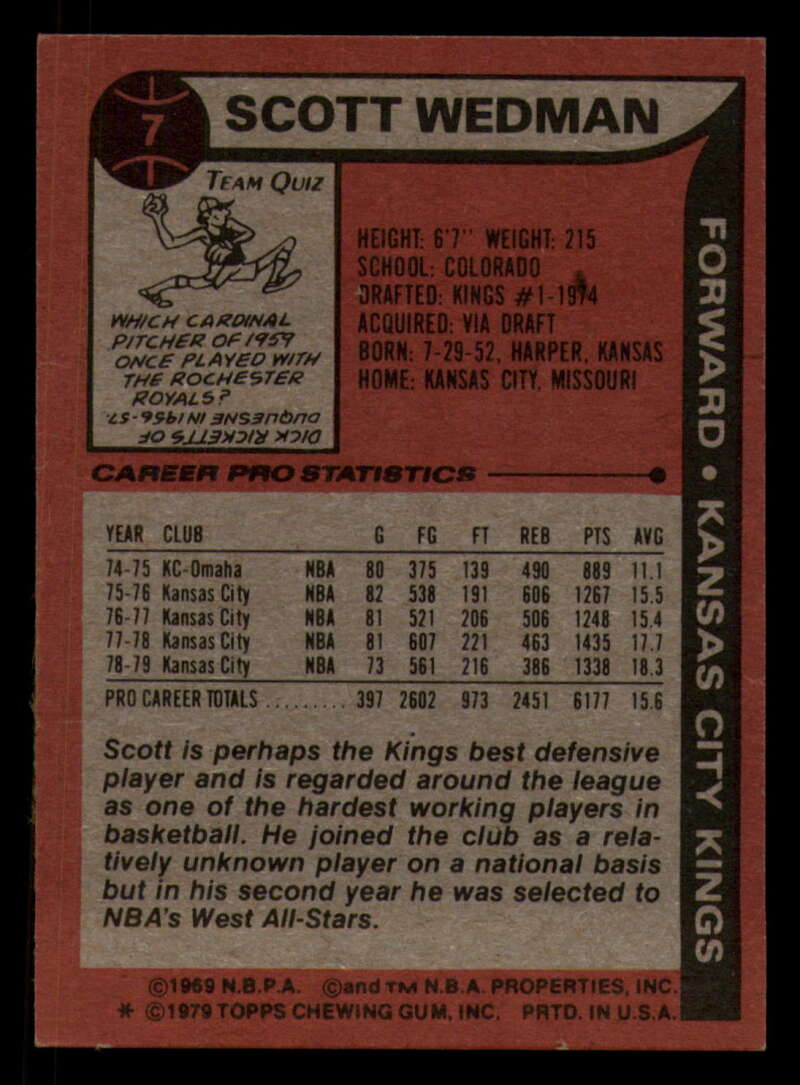 7
SCOTT WEDMAN
TEAM QUIZ
WHICH CARDINAL
PITCHER OF 1959
ONCE PLAYED WITH
THE ROCHESTER
ROYALS?
DICK RICKETTS OF
DUQUESNE IN 1956-57.
HEIGHT: 6'7" WEIGHT: 215
SCHOOL: COLORADO
DRAFTED: KINGS #1-1974
ACQUIRED: VIA DRAFT
BORN: 7-29-52, HARPER, KANSAS
HOME: KANSAS CITY, MISSOURI
FORWARD • KANSAS CITY KINGS
CAREER PRO STATISTICS
YEAR CLUB G FG FT REB PTS AVG
74-75 KC-Omaha NBA 80 375 139 490 889 11.1
75-76 Kansas City NBA 82 538 191 606 1267 15.5
76-77 Kansas City NBA 81 521 206 506 1248 15.4
77-78 Kansas City NBA 81 607 221 463 1435 17.7
78-79 Kansas City NBA 73 561 216 386 1338 18.3
PRO CAREER TOTALS .......... 397 2602 973 2451 6177 15.6
Scott is perhaps the Kings best defensive
player and is regarded around the league
as one of the hardest working players in
basketball. He joined the club as a rela-
tively unknown player on a national basis
but in his second year he was selected to
NBA's West All-Stars.
©1969 N.B.P.A. ©and TM N.B.A. PROPERTIES, INC.
* ©1979 TOPPS CHEWING GUM, INC. PRTD. IN U.S.A.